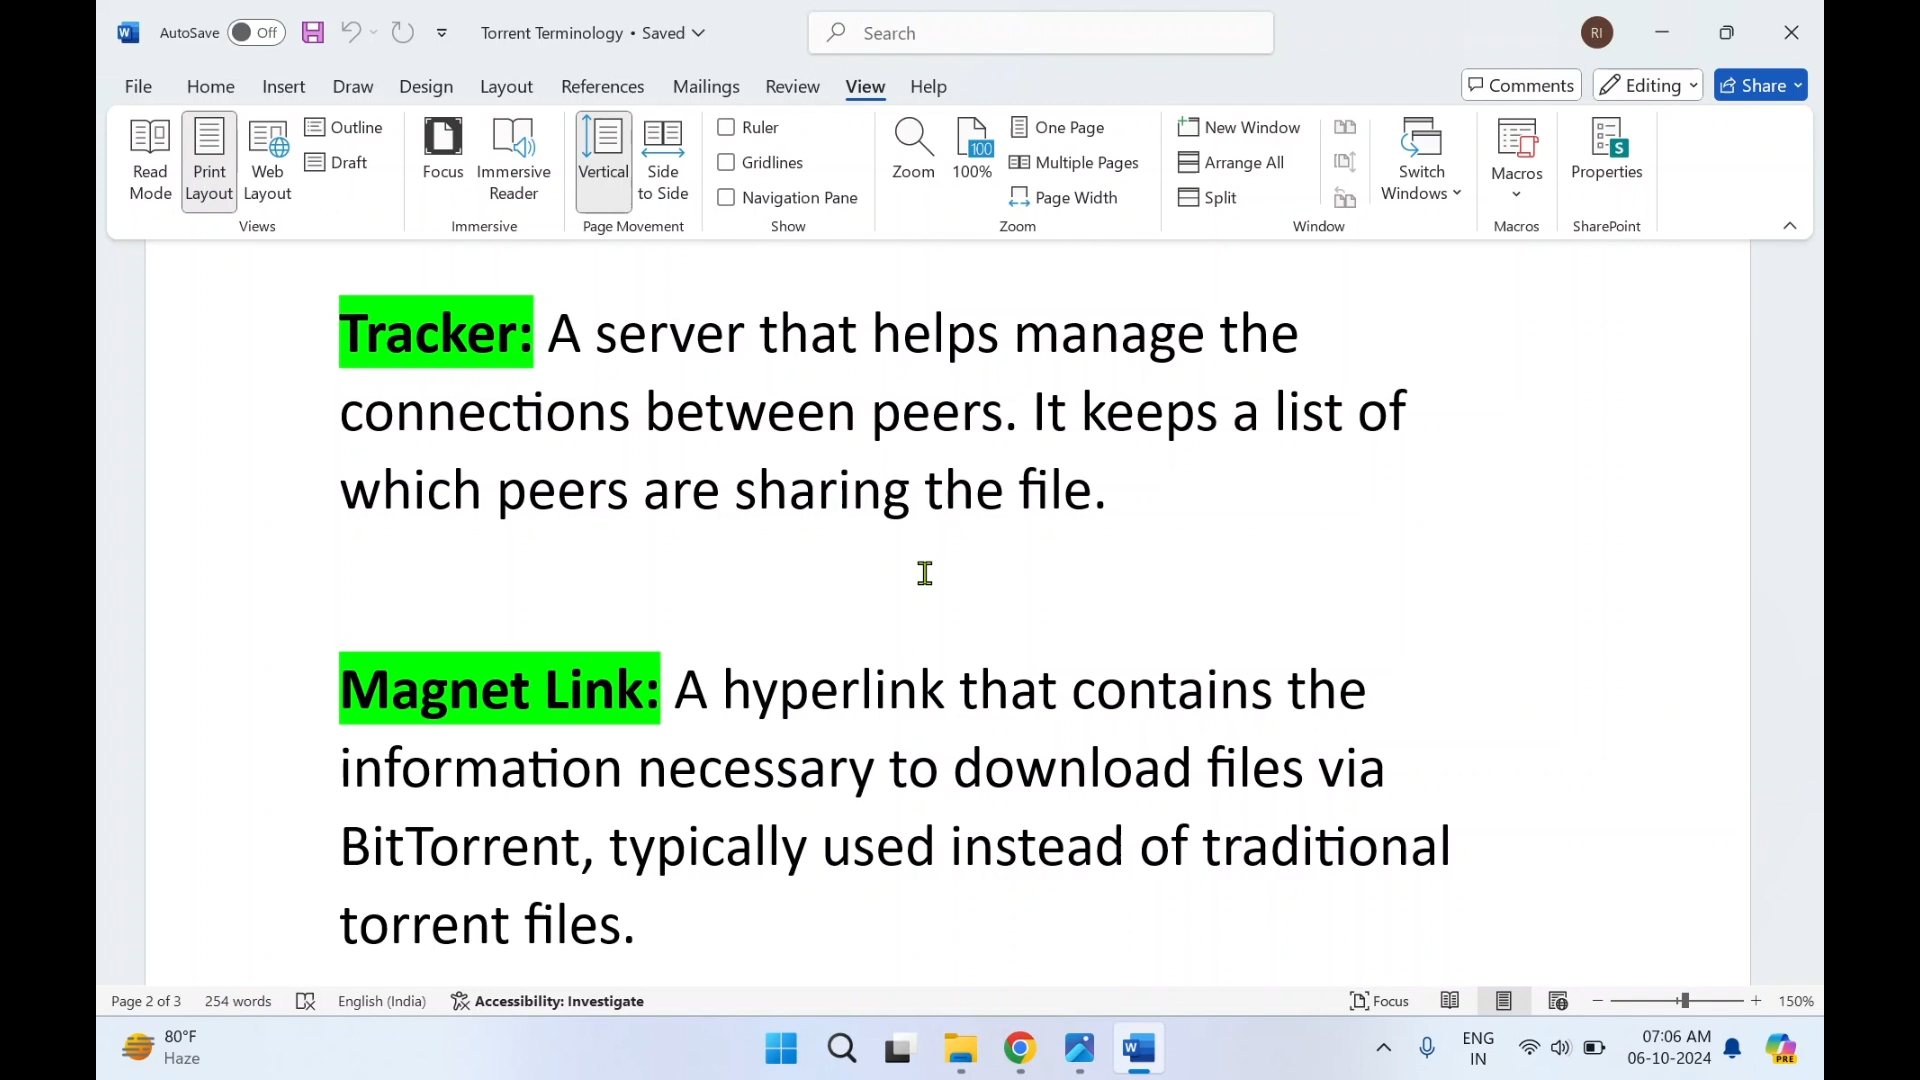 AutoSave Off Torrent Terminology • Saved Search RI
File Home Insert Draw Design Layout References Mailings Review View Help Comments Editing Share
Read Mode
Print Layout
Web Layout
Outline
Draft
Views
Focus
Immersive Reader
Immersive
Vertical
Side to Side
Page Movement
Ruler
Gridlines
Navigation Pane
Show
Zoom
100
100%
One Page
Multiple Pages
Page Width
Zoom
New Window
Arrange All
Split
Switch Windows
Window
Macros
Macros
S
Properties
SharePoint
Tracker: A server that helps manage the
connections between peers. It keeps a list of
which peers are sharing the file.
Magnet Link: A hyperlink that contains the
information necessary to download files via
BitTorrent, typically used instead of traditional
torrent files.
Page 2 of 3 254 words English (India) Accessibility: Investigate Focus 150%
80°F
Haze
W
PRE
ENG
IN
07:06 AM
06-10-2024